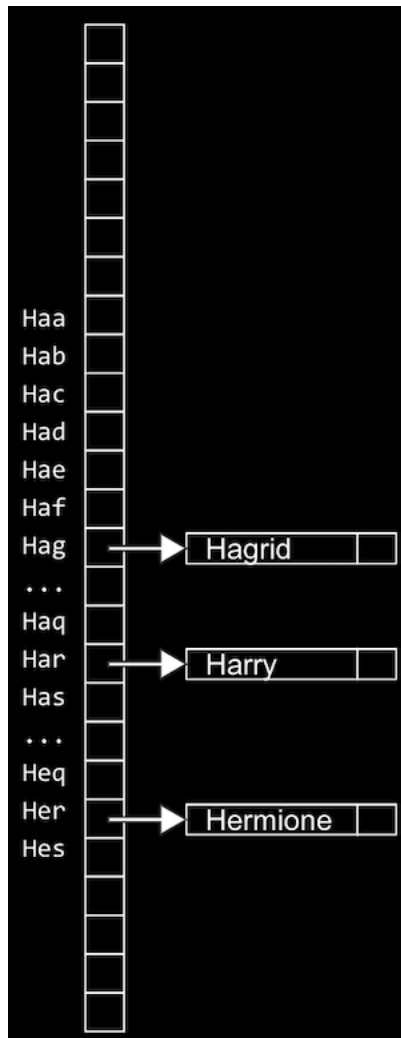 Haa
Hab
Hac
Had
Hae
Haf
Hag Hagrid
...
Haq
Har Harry
Has
...
Heq
Her Hermione
Hes